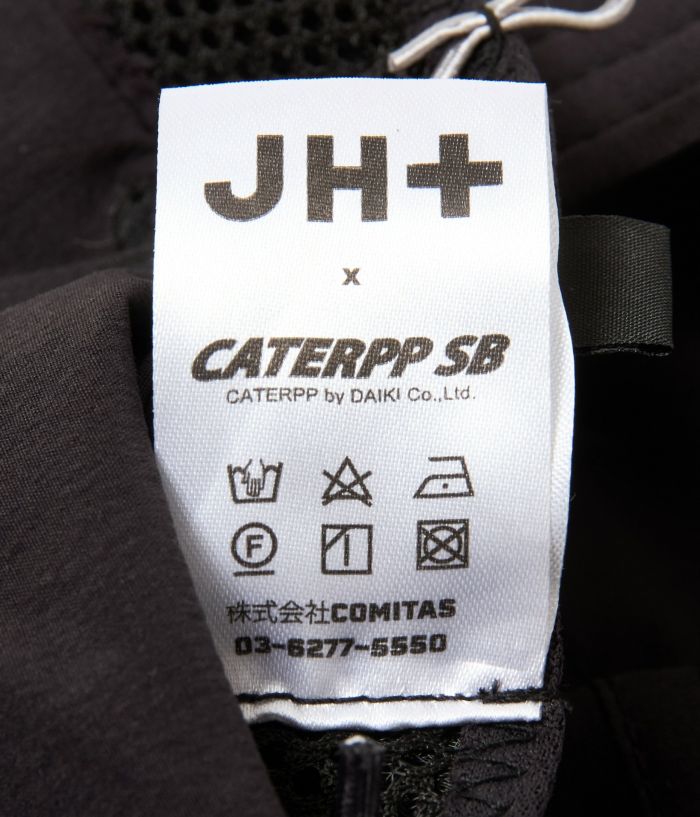 JH+
x
CATERPP SB
CATERPP by DAIKI Co.,Ltd.
F
株式会社COMITAS
03-6277-5550